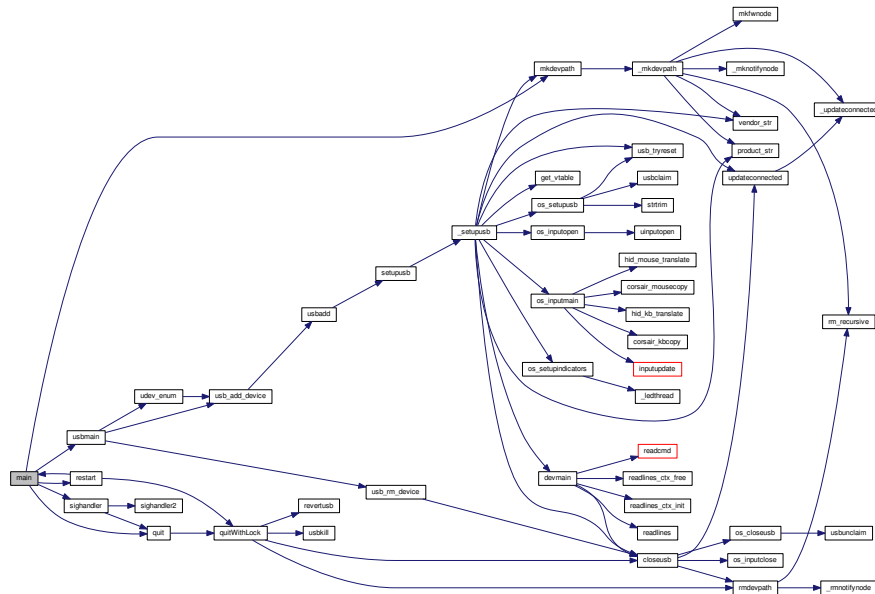 mkfwnode
mkdevpath
_mkdevpath
_mknotifynode
_updateconnected
vendor_str
usb_tryreset
product_str
get_vtable
usbclaim
updateconnected
os_setupusb
strtrim
_setupusb
os_inputopen
uinputopen
hid_mouse_translate
setupusb
corsair_mousecopy
os_inputmain
usbadd
hid_kb_translate
rm_recursive
corsair_kbcopy
os_setupindicators
inputupdate
udev_enum
usb_add_device
_ledthread
usbmain
readcmd
main
restart
devmain
readlines_ctx_free
usb_rm_device
sighandler
sighandler2
revertusb
readlines_ctx_init
quit
quitWithLock
usbkill
readlines
os_closeusb
usbunclaim
closeusb
os_inputclose
rmdevpath
_rmnotifynode